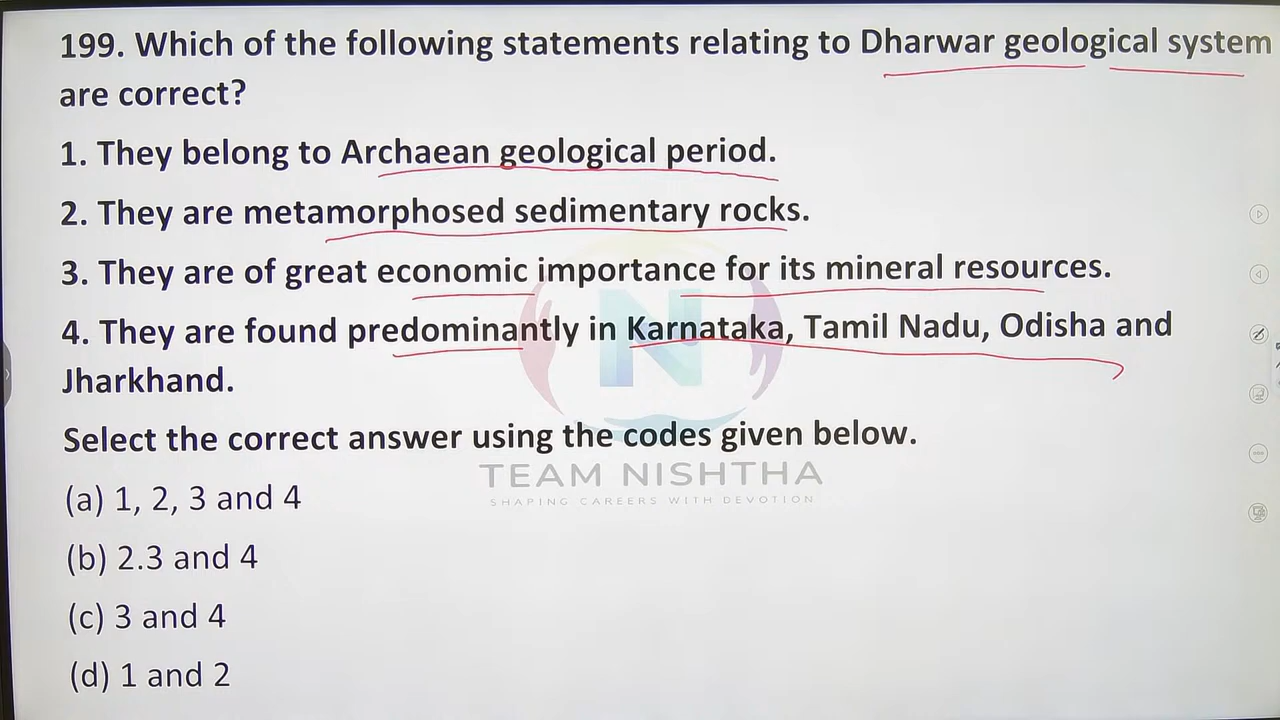 199. Which of the following statements relating to Dharwar geological system
are correct?
1. They belong to Archaean geological period.
2. They are metamorphosed sedimentary rocks.
3. They are of great economic importance for its mineral resources.
4. They are found predominantly in Karnataka, Tamil Nadu, Odisha and
Jharkhand.
Select the correct answer using the codes given below.
TEAM NISHTHA
SHAPING CAREERS WITH DEVOTION
(a) 1, 2, 3 and 4
(b) 2.3 and 4
(c) 3 and 4
(d) 1 and 2